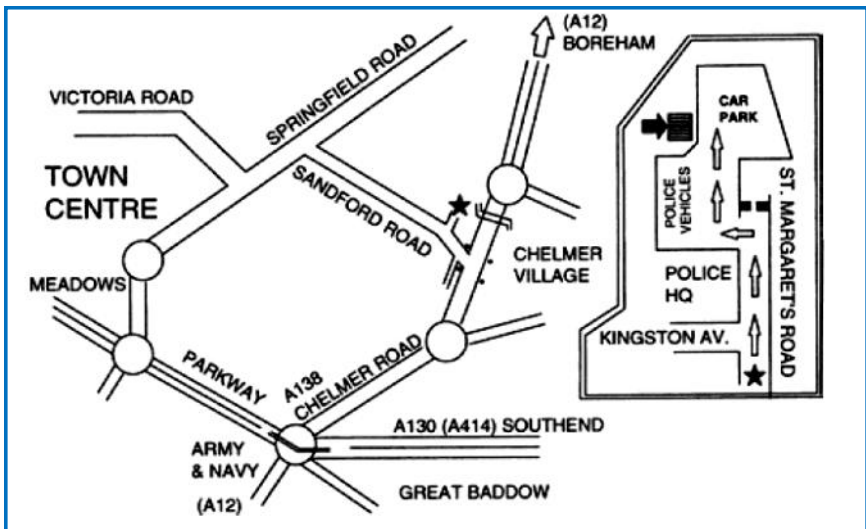 (A12)
BOREHAM
SPRINGFIELD ROAD
VICTORIA ROAD
TOWN
CENTRE
SANDFORD ROAD
CHELMER
VILLAGE
MEADOWS
PARKWAY
A138
CHELMER ROAD
A130 (A414) SOUTHEND
ARMY
& NAVY
(A12)
GREAT BADDOW
CAR
PARK
POLICE
VEHICLES
ST. MARGARET'S ROAD
POLICE
HQ
KINGSTON AV.